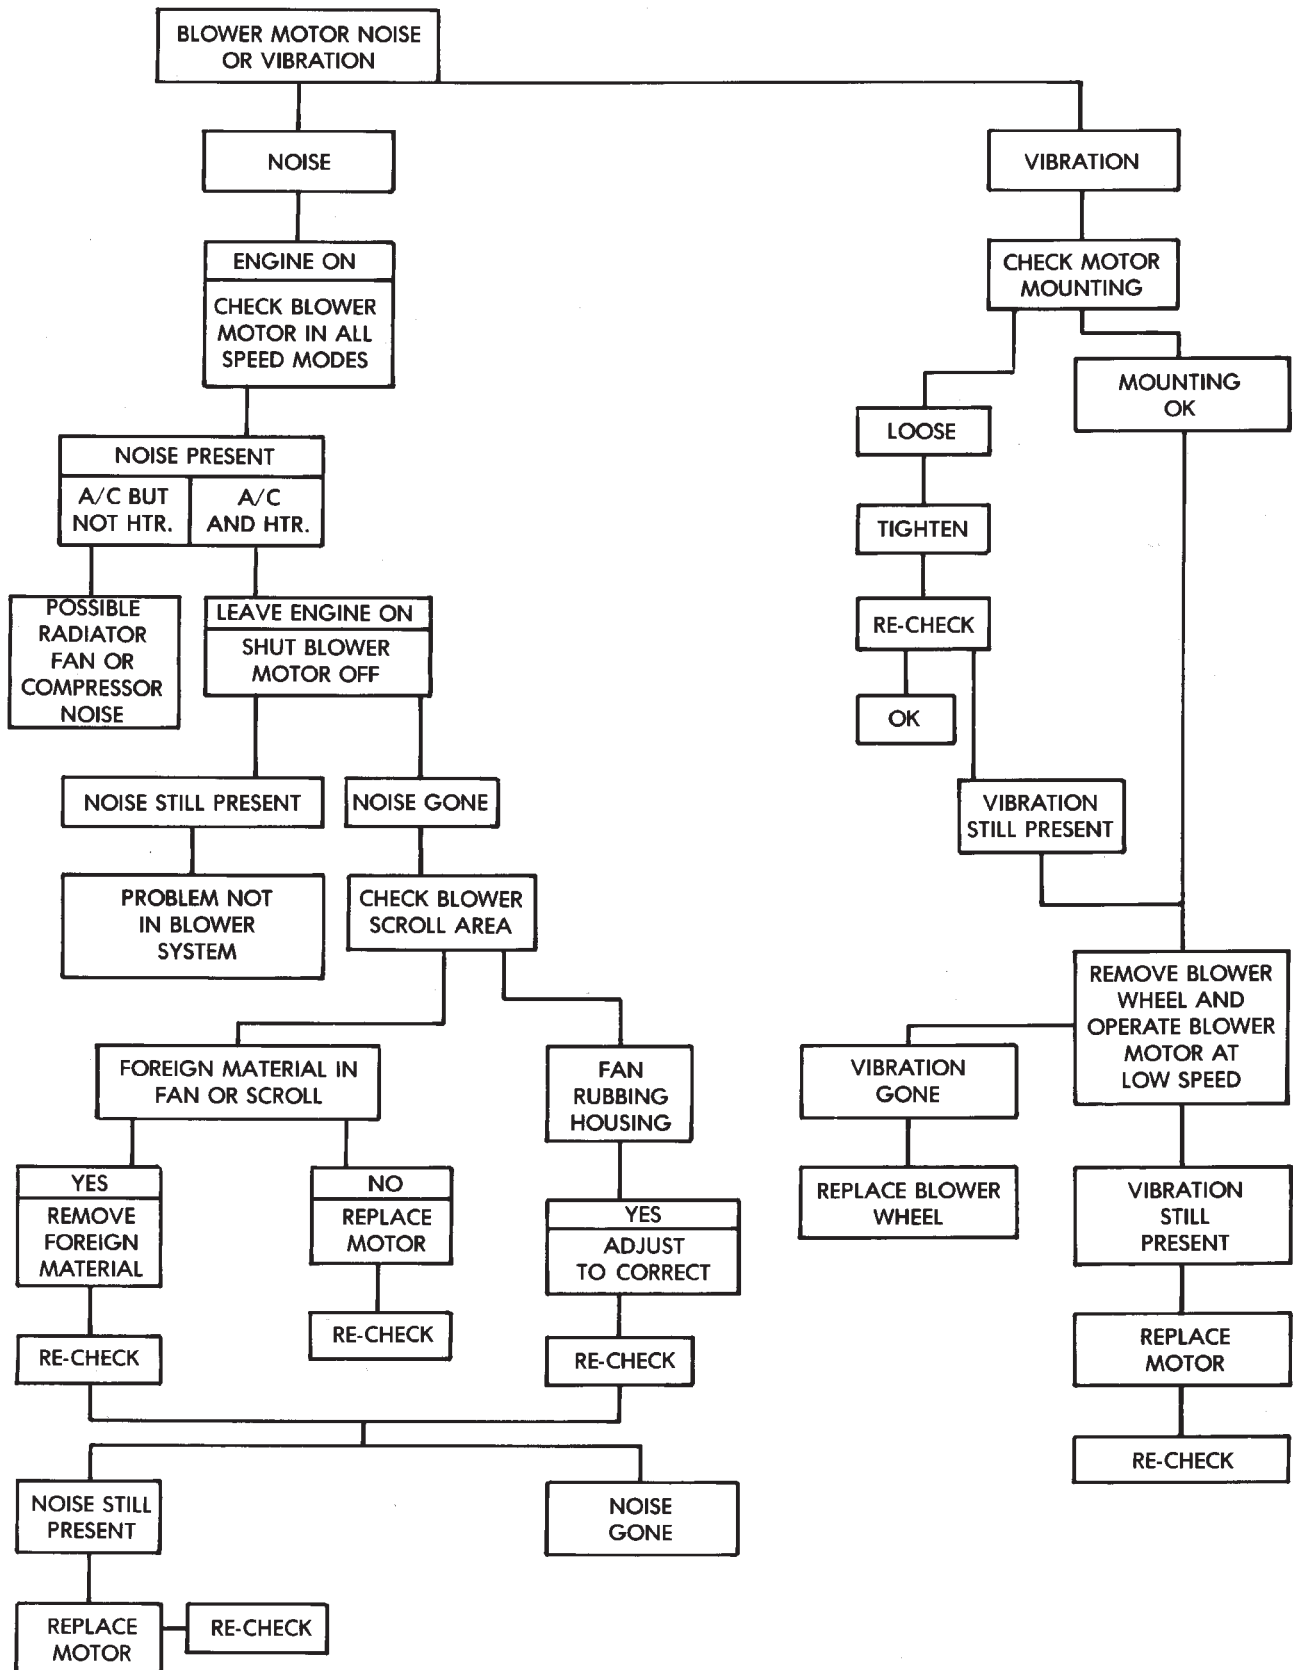 BLOWER MOTOR NOISE
OR VIBRATION
NOISE
ENGINE ON
CHECK BLOWER
MOTOR IN ALL
SPEED MODES
NOISE PRESENT
A/C BUT
NOT HTR.
A/C
AND HTR.
POSSIBLE
RADIATOR
FAN OR
COMPRESSOR
NOISE
LEAVE ENGINE ON
SHUT BLOWER
MOTOR OFF
NOISE STILL PRESENT
PROBLEM NOT
IN BLOWER
SYSTEM
NOISE GONE
CHECK BLOWER
SCROLL AREA
FOREIGN MATERIAL IN
FAN OR SCROLL
YES
REMOVE
FOREIGN
MATERIAL
RE-CHECK
NO
REPLACE
MOTOR
RE-CHECK
FAN
RUBBING
HOUSING
YES
ADJUST
TO CORRECT
RE-CHECK
NOISE STILL
PRESENT
REPLACE
MOTOR
RE-CHECK
NOISE
GONE
VIBRATION
CHECK MOTOR
MOUNTING
LOOSE
TIGHTEN
RE-CHECK
OK
VIBRATION
STILL PRESENT
MOUNTING
OK
REMOVE BLOWER
WHEEL AND
OPERATE BLOWER
MOTOR AT
LOW SPEED
VIBRATION
GONE
REPLACE BLOWER
WHEEL
VIBRATION
STILL
PRESENT
REPLACE
MOTOR
RE-CHECK